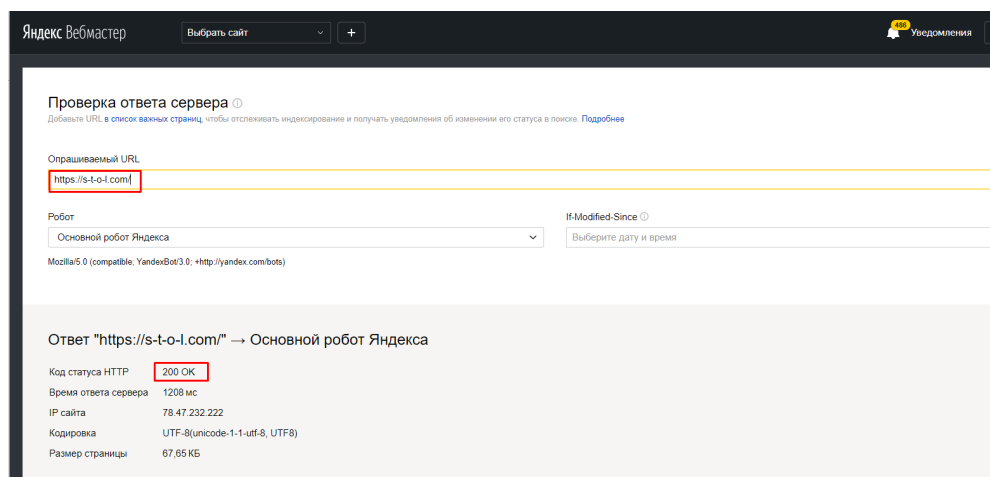 Яндекс Вебмастер Выбрать сайт + 486 Уведомления
Проверка ответа сервера
Добавьте URL в список важных страниц, чтобы отслеживать индексирование и получать уведомления об изменении его статуса в поиске. Подробнее
Опрашиваемый URL
https://s-t-o-l.com/
Робот If-Modified-Since
Основной робот Яндекса Выберите дату и время
Mozilla/5.0 (compatible; YandexBot/3.0; +http://yandex.com/bots)
Ответ "https://s-t-o-l.com/" → Основной робот Яндекса
Код статуса HTTP 200 OK
Время ответа сервера 1208 мс
IP сайта 78.47.232.222
Кодировка UTF-8(unicode-1-1-utf-8, UTF8)
Размер страницы 67,65 КБ